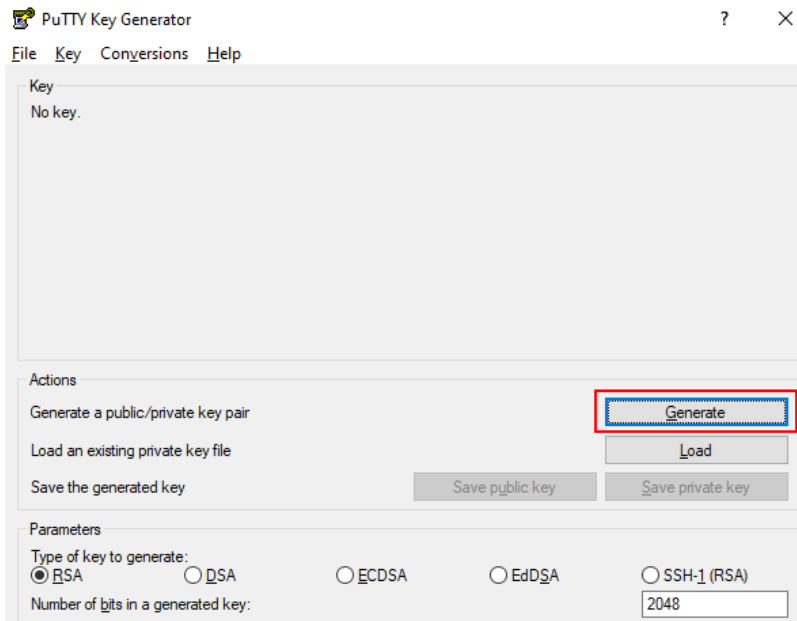 PuTTY Key Generator ?
File Key Conversions Help
Key
No key.
Actions
Generate a public/private key pair Generate
Load an existing private key file Load
Save the generated key Save public key Save private key
Parameters
Type of key to generate:
RSA DSA ECDSA EdDSA SSH-1 (RSA)
Number of bits in a generated key: 2048